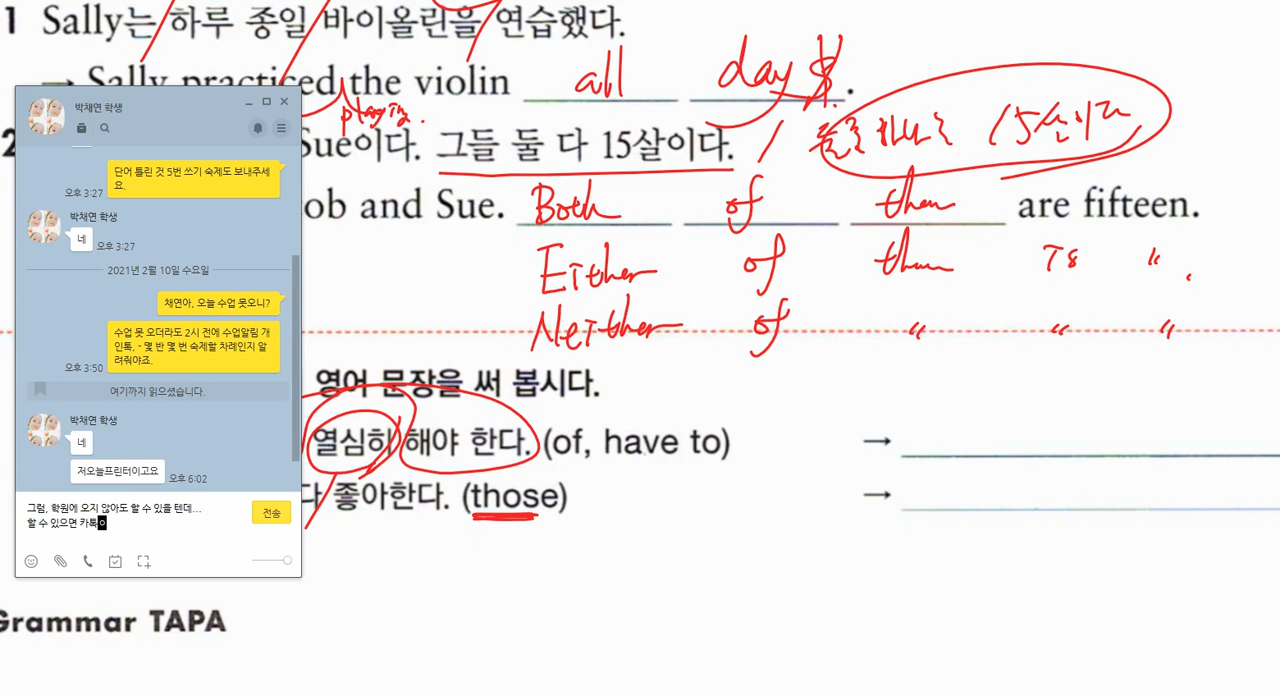 1 Sally는 하루 종일 바이올린을 연습했다.
→ Sally practiced the violin all day .
playing.
2
Sue이다. 그들 둘 다 15살이다.
둘 중 하나는 15살이다
ob and Sue. Both of them are fifteen.
Either of them is " .
Neither of " " "
영어 문장을 써 봅시다.
열심히 해야 한다. (of, have to) →
다 좋아한다. (those) →
Grammar TAPA
박채연 학생
단어 틀린 것 5번 쓰기 숙제도 보내주세
요.
오후 3:27
박채연 학생
네
오후 3:27
2021년 2월 10일 수요일
채연아, 오늘 수업 못오니?
수업 못 오더라도 2시 전에 수업알림 개
인톡, - 몇 반 몇 번 숙제할 차례인지 알
려줘야죠.
오후 3:50
여기까지 읽으셨습니다.
박채연 학생
네
저오늘프린터이고요
오후 6:02
그럼, 학원에 오지 않아도 할 수 있을 텐데...
할 수 있으면 카톡ㅇ
전송